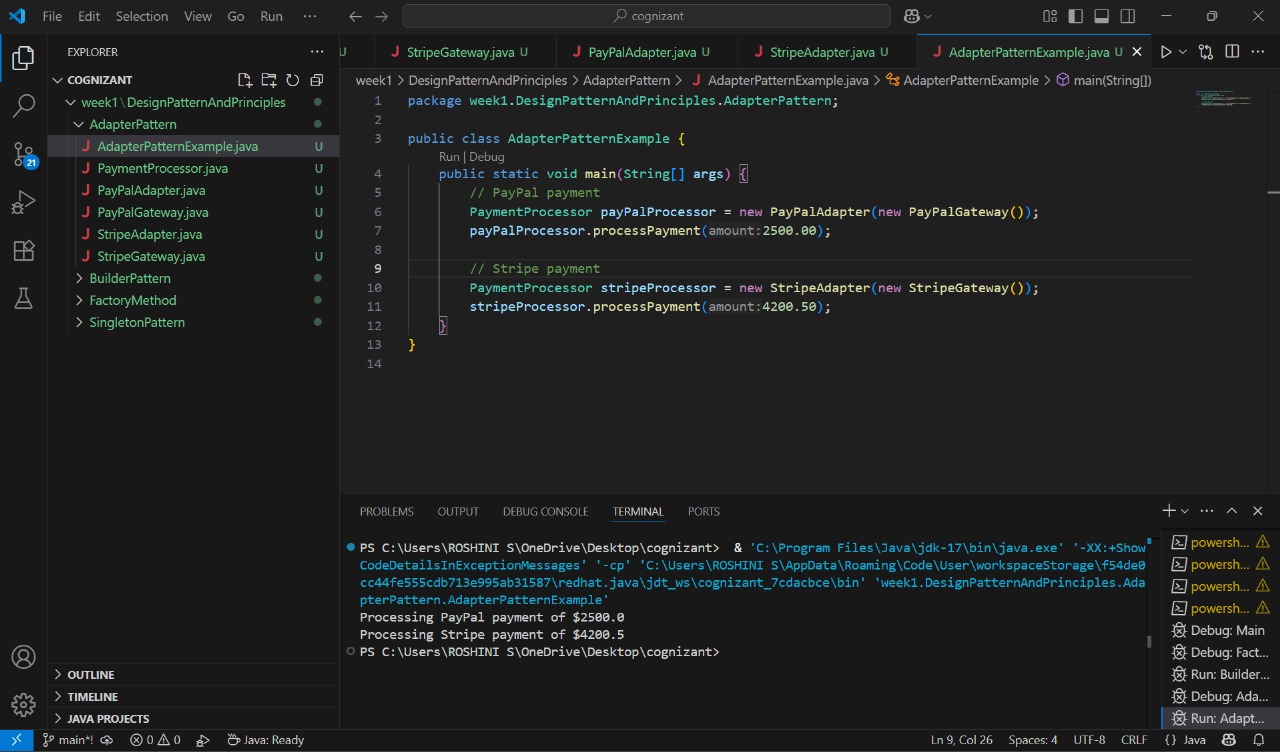 File Edit Selection View Go Run ··· cognizant
EXPLORER ···
COGNIZANT
week1\DesignPatternAndPrinciples
AdapterPattern
J AdapterPatternExample.java U
J PaymentProcessor.java U
J PayPalAdapter.java U
J PayPalGateway.java U
J StripeAdapter.java U
J StripeGateway.java U
BuilderPattern
FactoryMethod
SingletonPattern
21
OUTLINE
TIMELINE
JAVA PROJECTS
U J StripeGateway.java U J PayPalAdapter.java U J StripeAdapter.java U J AdapterPatternExample.java U
week1 > DesignPatternAndPrinciples > AdapterPattern > J AdapterPatternExample.java > AdapterPatternExample > main(String[])
1 package week1.DesignPatternAndPrinciples.AdapterPattern;
2
3 public class AdapterPatternExample {
Run | Debug
4 public static void main(String[] args) {
5 // PayPal payment
6 PaymentProcessor payPalProcessor = new PayPalAdapter(new PayPalGateway());
7 payPalProcessor.processPayment(amount:2500.00);
8
9 // Stripe payment
10 PaymentProcessor stripeProcessor = new StripeAdapter(new StripeGateway());
11 stripeProcessor.processPayment(amount:4200.50);
12 }
13 }
14
PROBLEMS OUTPUT DEBUG CONSOLE TERMINAL PORTS
PS C:\Users\ROSHINI S\OneDrive\Desktop\cognizant> & 'C:\Program Files\Java\jdk-17\bin\java.exe' '-XX:+Show
CodeDetailsInExceptionMessages' '-cp' 'C:\Users\ROSHINI S\AppData\Roaming\Code\User\workspaceStorage\f54de0
cc44fe555cdb713e995ab31587\redhat.java\jdt_ws\cognizant_7cdacbce\bin' 'week1.DesignPatternAndPrinciples.Ada
pterPattern.AdapterPatternExample'
Processing PayPal payment of $2500.0
Processing Stripe payment of $4200.5
PS C:\Users\ROSHINI S\OneDrive\Desktop\cognizant>
powersh...
powersh...
powersh...
powersh...
Debug: Main
Debug: Fact...
Run: Builder...
Debug: Ada...
Run: Adapt...
main*! 0 0 Java: Ready Ln 9, Col 26 Spaces: 4 UTF-8 CRLF {} Java